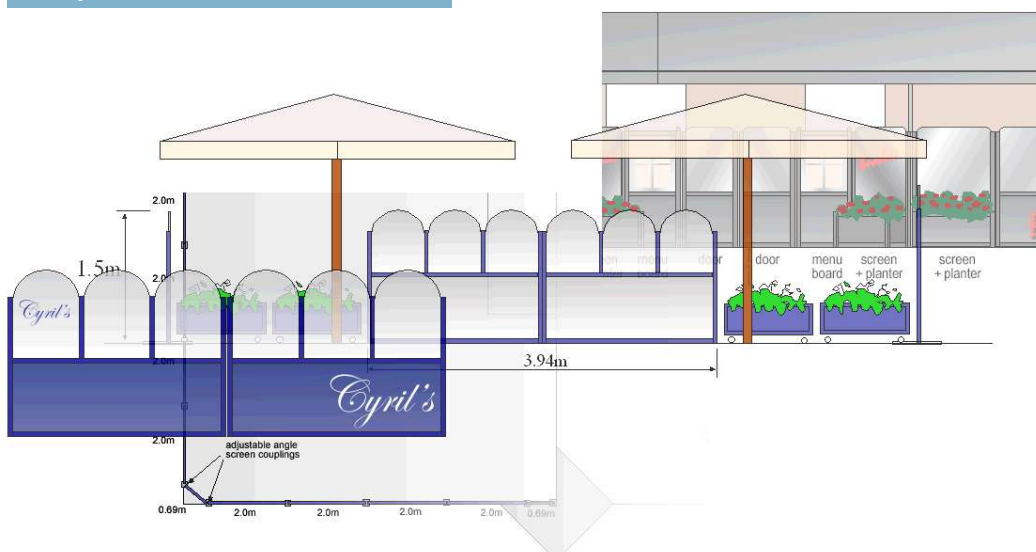 2.0m
1.5m
2.0m
Cyril's
door
door
menu
board
screen
+ planter
screen
+ planter
menu
board
3.94m
2.0m
Cyril's
2.0m
adjustable angle
screen couplings
0.69m
2.0m
2.0m
2.0m
2.0m
0.69m